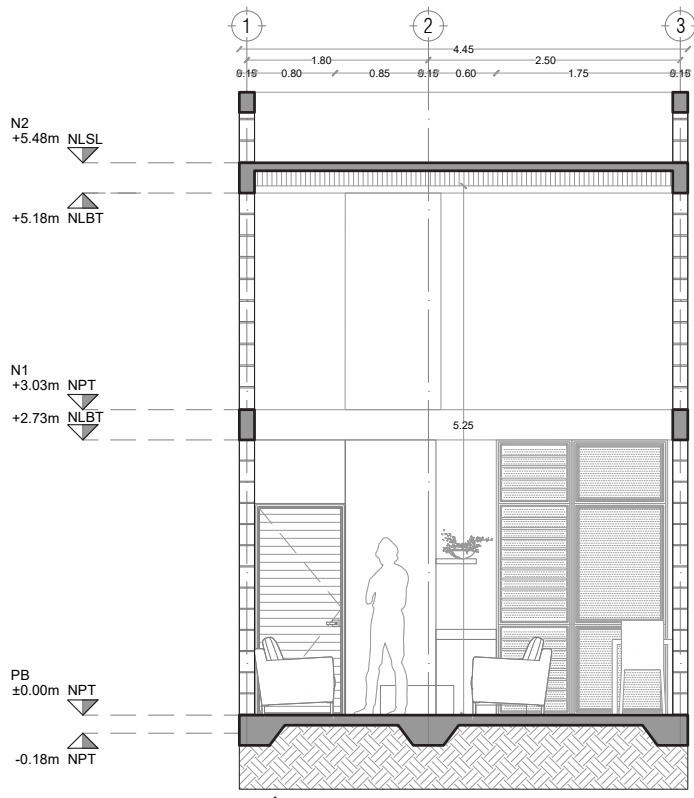 1 2 3
4.45
1.80 2.50
0.15 0.80 0.85 0.15 0.60 1.75 0.15
N2
+5.48m NLSL
+5.18m NLBT
N1
+3.03m NPT
+2.73m NLBT
5.25
PB
±0.00m NPT
-0.18m NPT